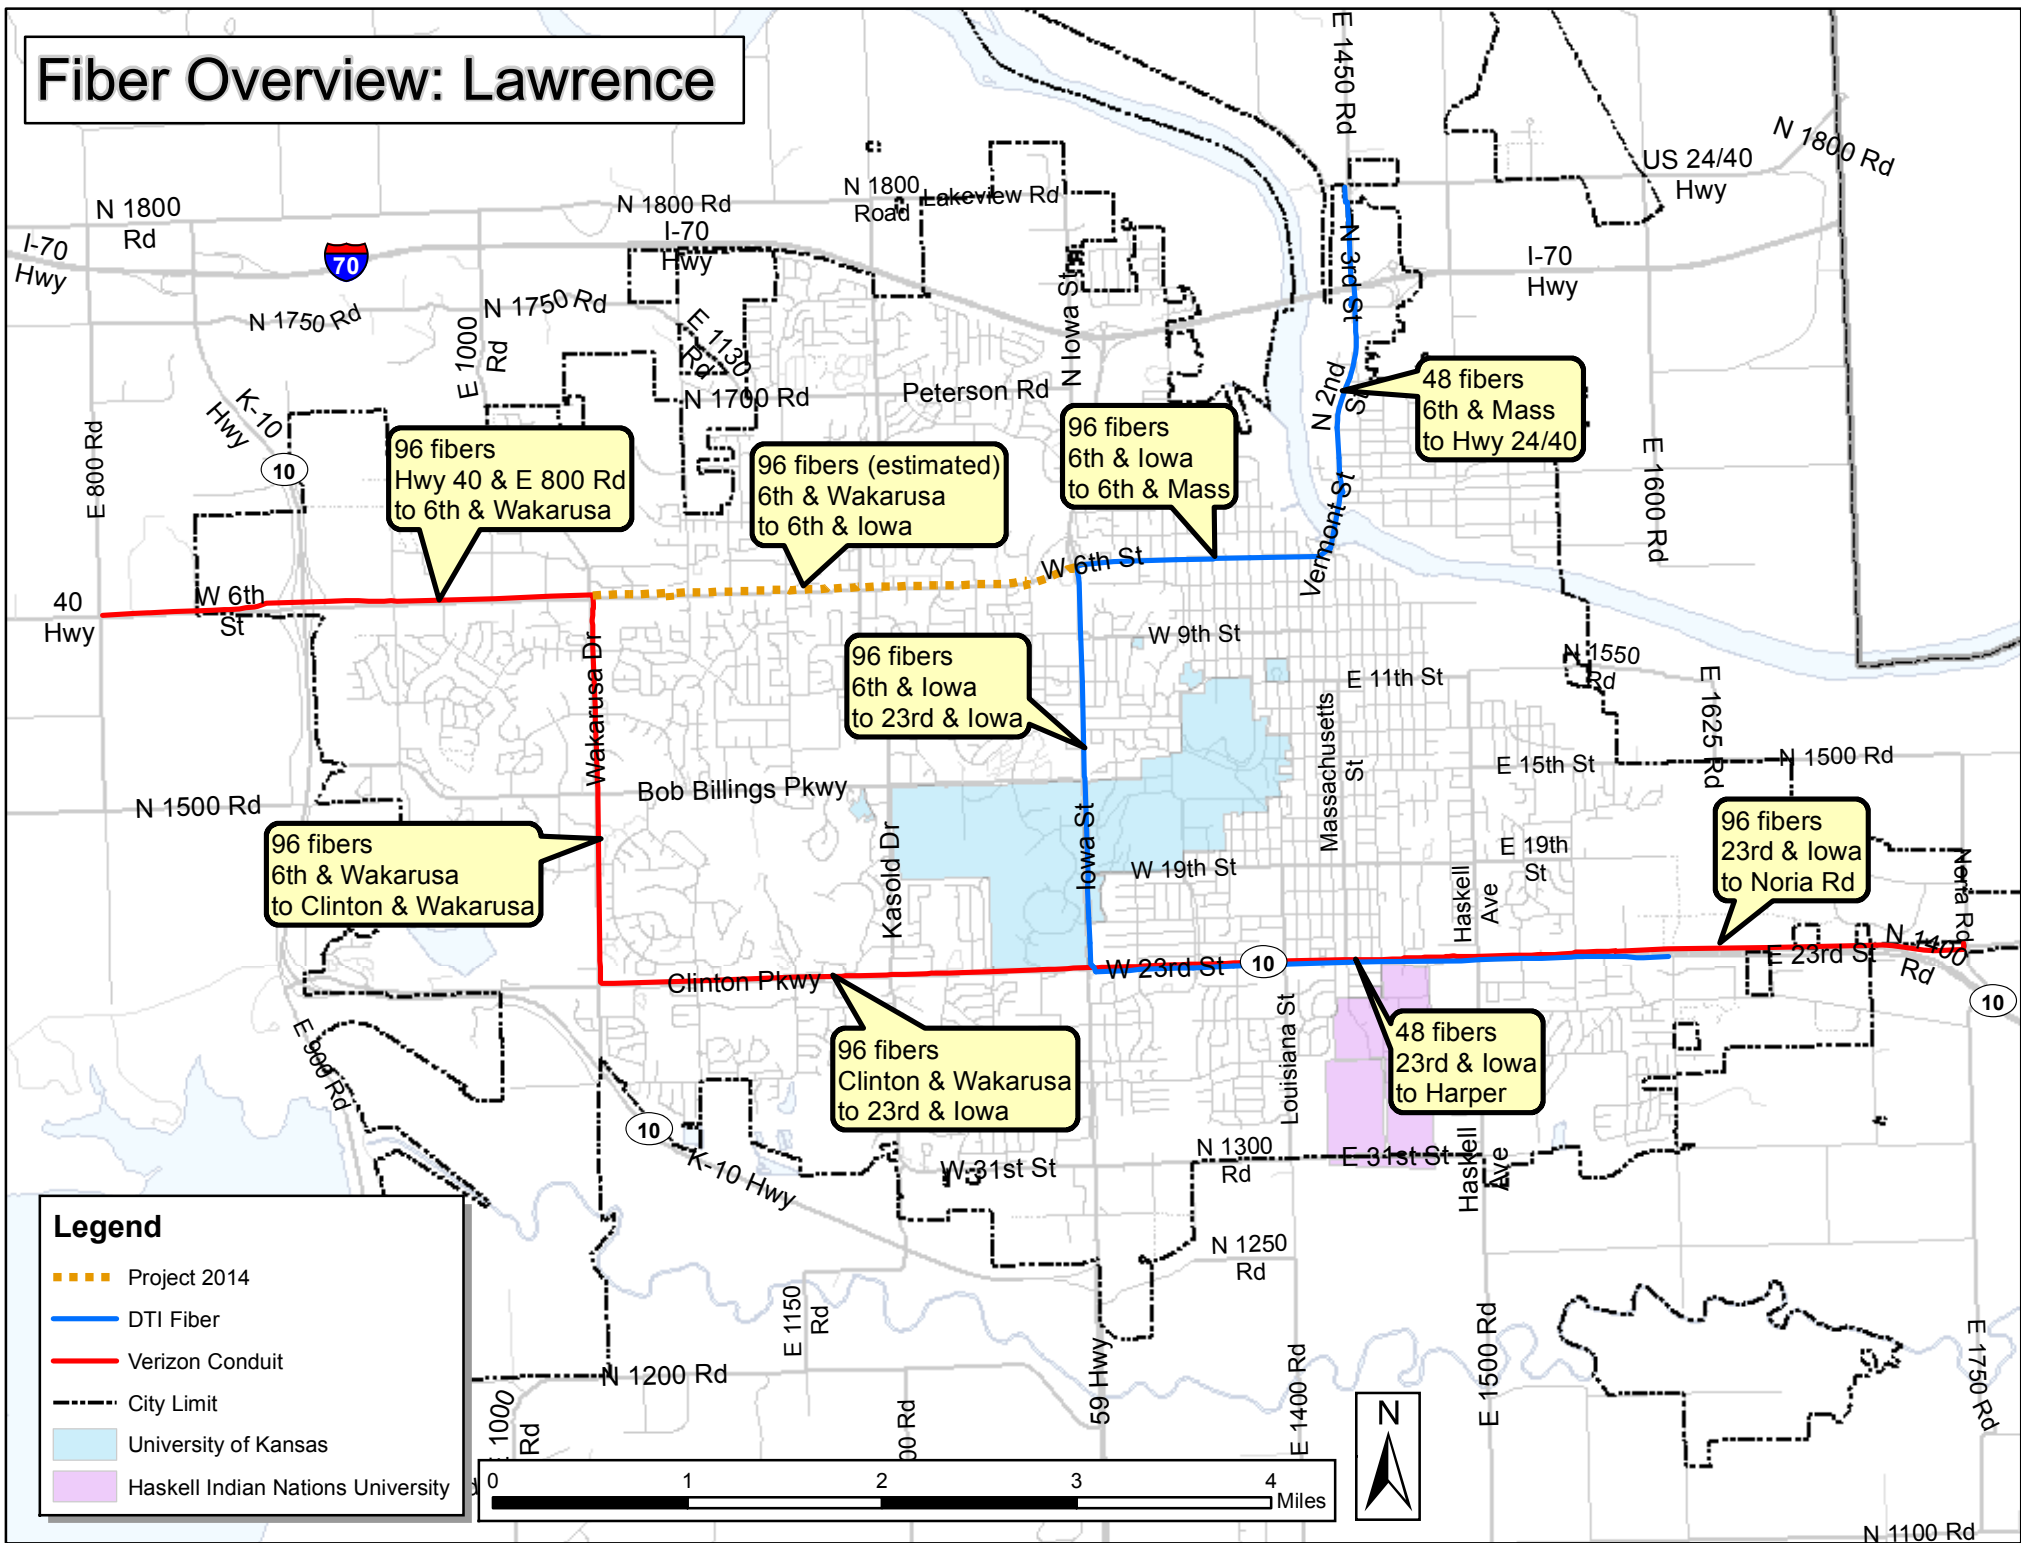 Fiber Overview: Lawrence
E 1450 Rd
N 1800 Rd
US 24/40
Hwy
N 1800
Road
Lakeview Rd
N 1800 Rd
N 1800
Rd
I-70
Hwy
I-70
Hwy
70
I-70
Hwy
N 3rd St
N Iowa St
N 1750 Rd
N 1750 Rd
E 1000
Rd
E 1130
Rd
N 1700 Rd
Peterson Rd
N 2nd
St
48 fibers
6th & Mass
to Hwy 24/40
K-10
Hwy
10
E 800 Rd
96 fibers
Hwy 40 & E 800 Rd
to 6th & Wakarusa
96 fibers (estimated)
6th & Wakarusa
to 6th & Iowa
96 fibers
6th & Iowa
to 6th & Mass
E 1600 Rd
Vermont St
W 6th St
40
Hwy
W 6th
St
Wakarusa Dr
W 9th St
96 fibers
6th & Iowa
to 23rd & Iowa
N 1550
Rd
E 11th St
E 1625 Rd
Massachusetts
St
E 15th St
N 1500 Rd
N 1500 Rd
Bob Billings Pkwy
Kasold Dr
Iowa St
W 19th St
E 19th
St
Haskell
Ave
96 fibers
23rd & Iowa
to Noria Rd
Noria Rd
96 fibers
6th & Wakarusa
to Clinton & Wakarusa
Clinton Pkwy
W 23rd St
10
E 23rd St
N 1400
Rd
10
E 900 Rd
Louisiana St
96 fibers
Clinton & Wakarusa
to 23rd & Iowa
48 fibers
23rd & Iowa
to Harper
10
K-10 Hwy
W 31st St
N 1300
Rd
E 31st St
Haskell
Ave
N 1250
Rd
E 1150
Rd
N 1200 Rd
59 Hwy
E 1400 Rd
E 1500 Rd
E 1750 Rd
E 1000
Rd
00 Rd
N 1100 Rd
Legend
Project 2014
DTI Fiber
Verizon Conduit
City Limit
University of Kansas
Haskell Indian Nations University
0 1 2 3 4
Miles
N